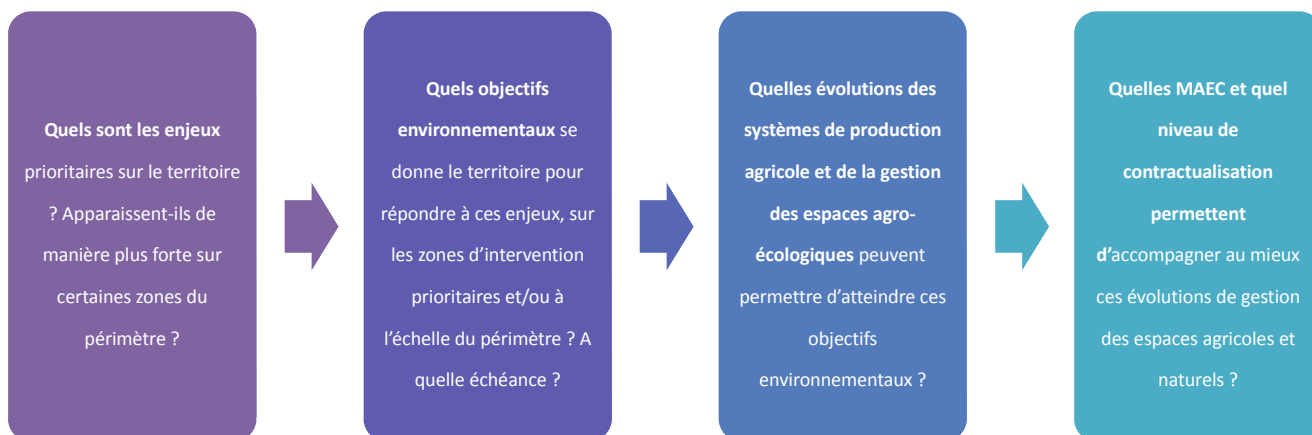 Quels sont les enjeux
prioritaires sur le territoire
? Apparaissent-ils de
manière plus forte sur
certaines zones du
périmètre ?
Quels objectifs
environnementaux se
donne le territoire pour
répondre à ces enjeux, sur
les zones d’intervention
prioritaires et/ou à
l’échelle du périmètre ? A
quelle échéance ?
Quelles évolutions des
systèmes de production
agricole et de la gestion
des espaces agro-
écologiques peuvent
permettre d’atteindre ces
objectifs
environnementaux ?
Quelles MAEC et quel
niveau de
contractualisation
permettent
d’accompagner au mieux
ces évolutions de gestion
des espaces agricoles et
naturels ?